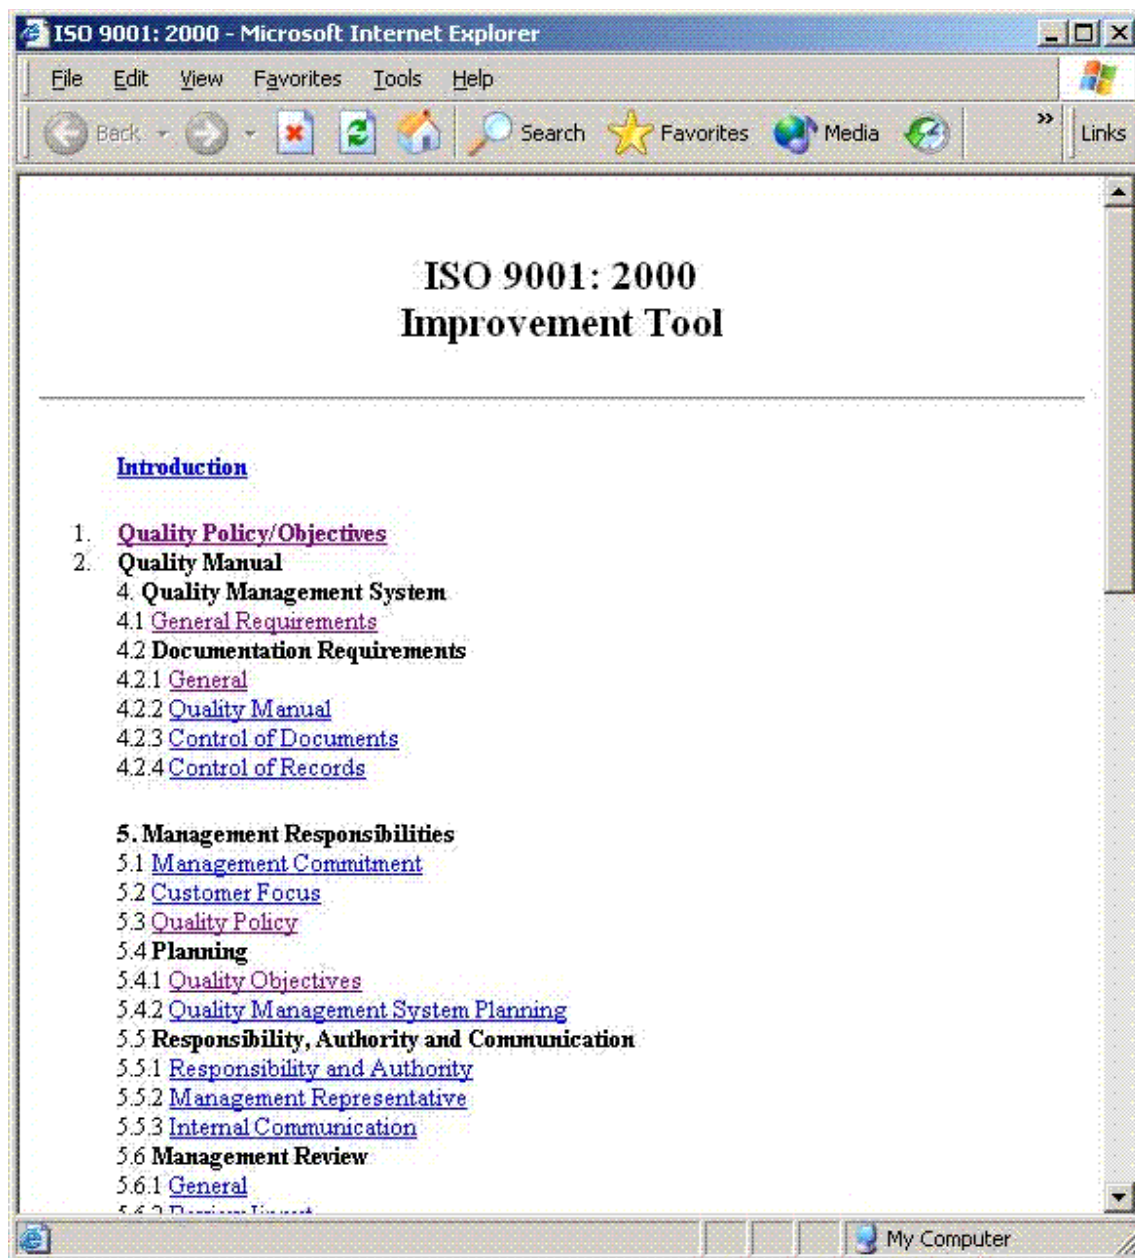 ISO 9001: 2000 - Microsoft Internet Explorer
File Edit View Favorites Tools Help
Back Search Favorites Media » Links
ISO 9001: 2000
Improvement Tool
Introduction
1. Quality Policy/Objectives
2. Quality Manual
4. Quality Management System
4.1 General Requirements
4.2 Documentation Requirements
4.2.1 General
4.2.2 Quality Manual
4.2.3 Control of Documents
4.2.4 Control of Records
5. Management Responsibilities
5.1 Management Commitment
5.2 Customer Focus
5.3 Quality Policy
5.4 Planning
5.4.1 Quality Objectives
5.4.2 Quality Management System Planning
5.5 Responsibility, Authority and Communication
5.5.1 Responsibility and Authority
5.5.2 Management Representative
5.5.3 Internal Communication
5.6 Management Review
5.6.1 General
My Computer